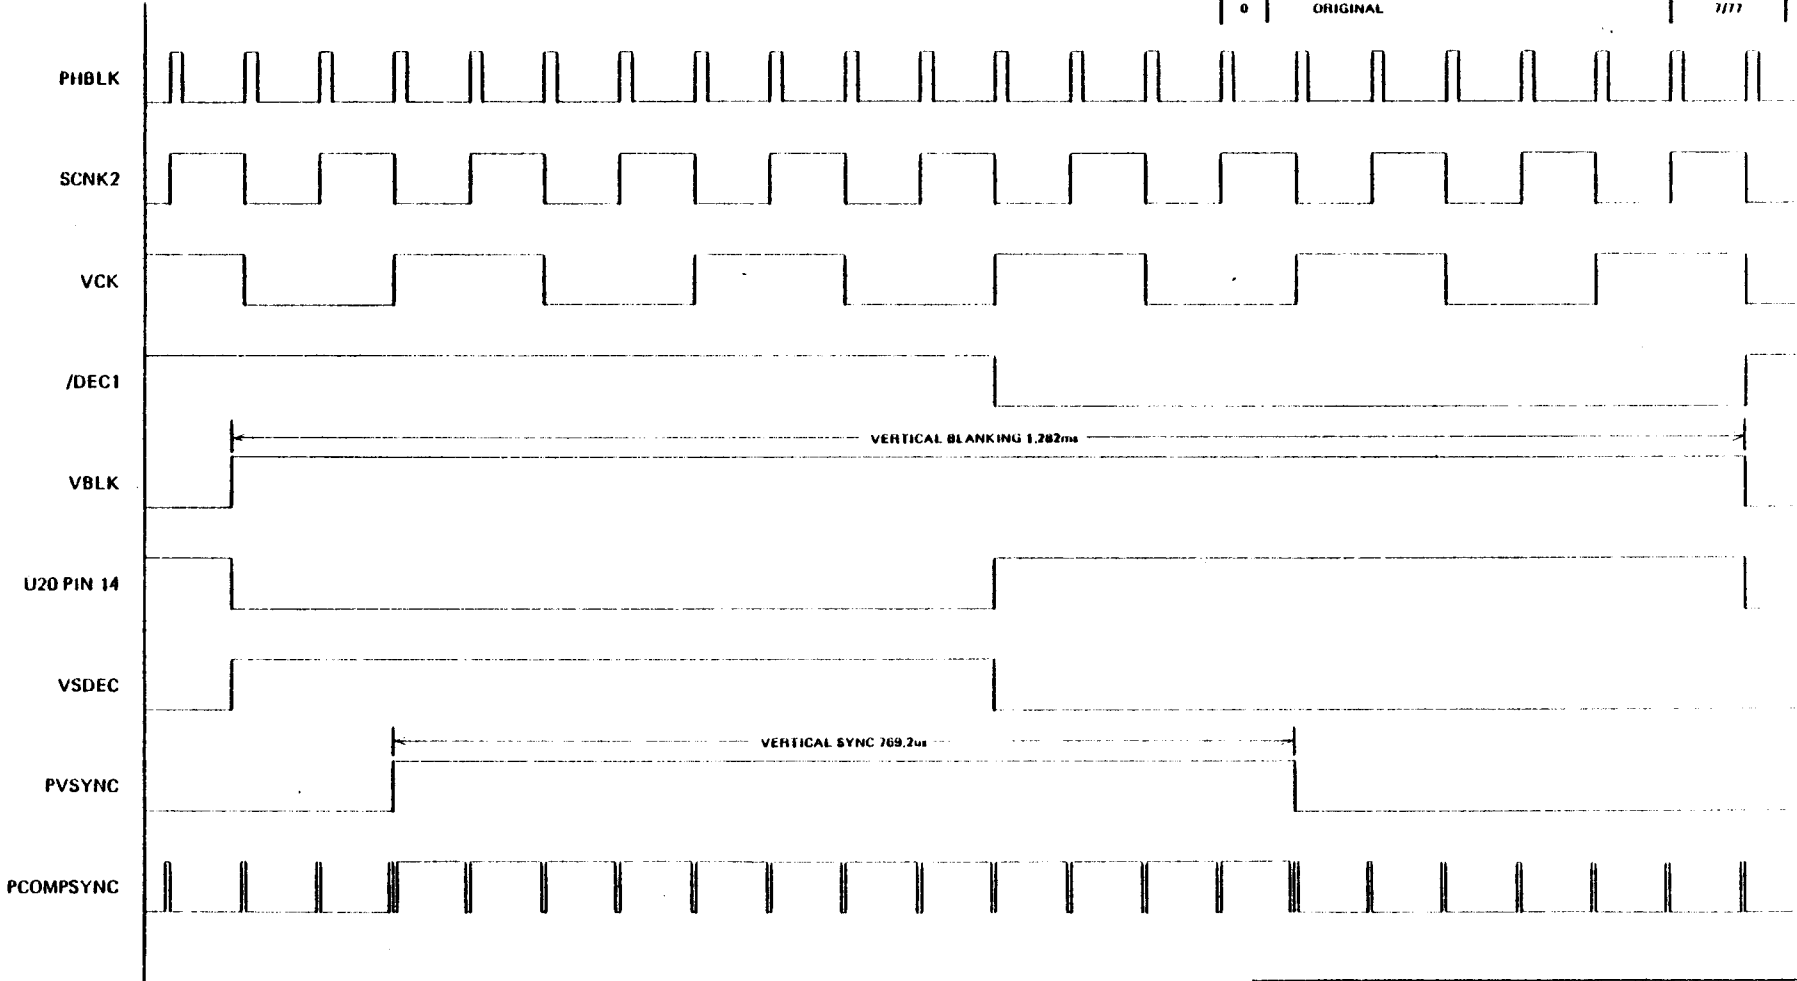 0 ORIGINAL 7/77
PHBLK
SCNK2
VCK
/DEC1
VERTICAL BLANKING 1.282ms
VBLK
U20 PIN 14
VSDEC
VERTICAL SYNC 769.2us
PVSYNC
PCOMPSYNC